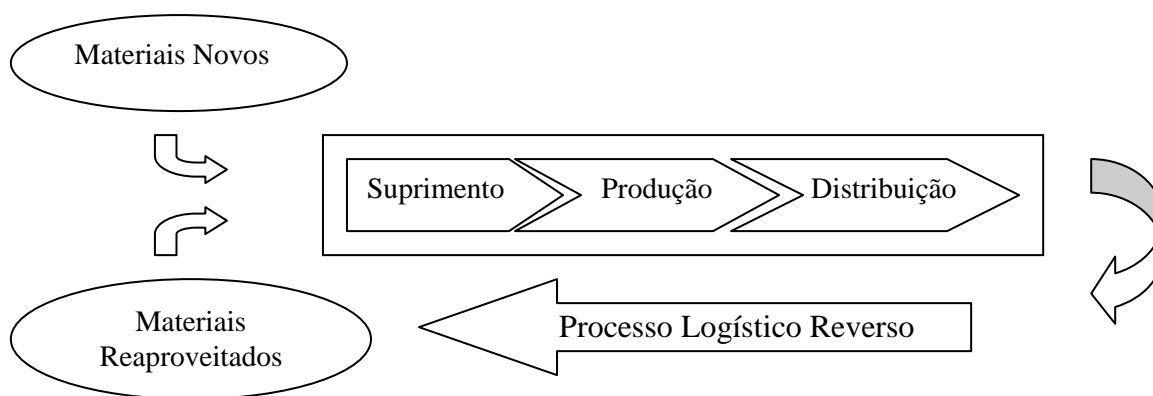 Materiais Novos
Suprimento
Produção
Distribuição
Processo Logístico Reverso
Materiais
Reaproveitados